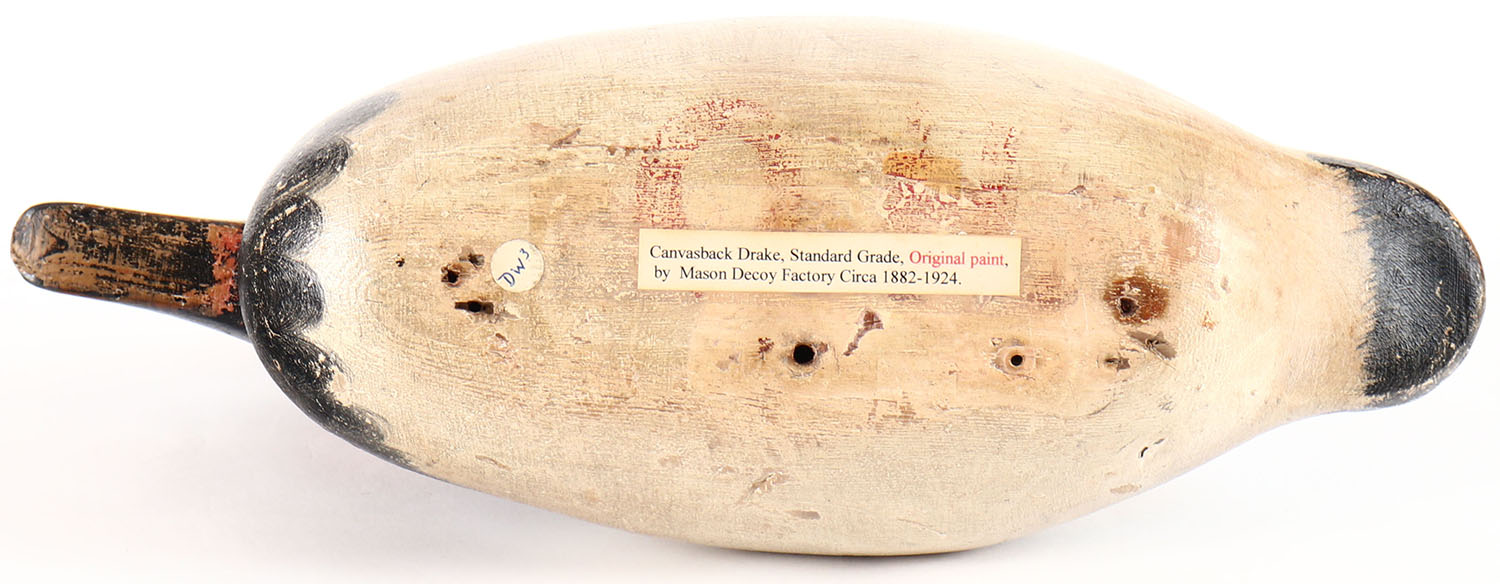 DW3
Canvasback Drake, Standard Grade, Original paint,
by Mason Decoy Factory Circa 1882-1924.